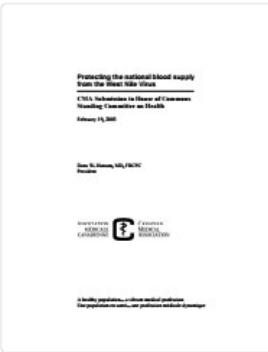 Protecting the national blood supply
from the West Nile Virus
CMA Submission to House of Commons
Standing Committee on Health
February 19, 2003
Dana W. Hanson, MD, FRCPC
President
ASSOCIATION
MÉDICALE
CANADIENNE
CANADIAN
MEDICAL
ASSOCIATION
A healthy population... a vibrant medical profession
Une population en santé... une profession médicale dynamique